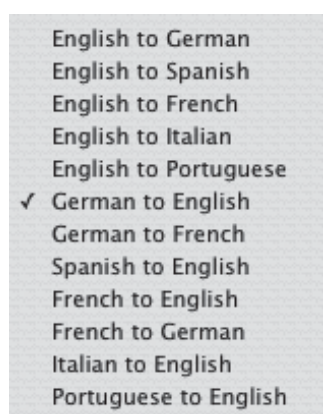 English to German
English to Spanish
English to French
English to Italian
English to Portuguese
✓ German to English
German to French
Spanish to English
French to English
French to German
Italian to English
Portuguese to English